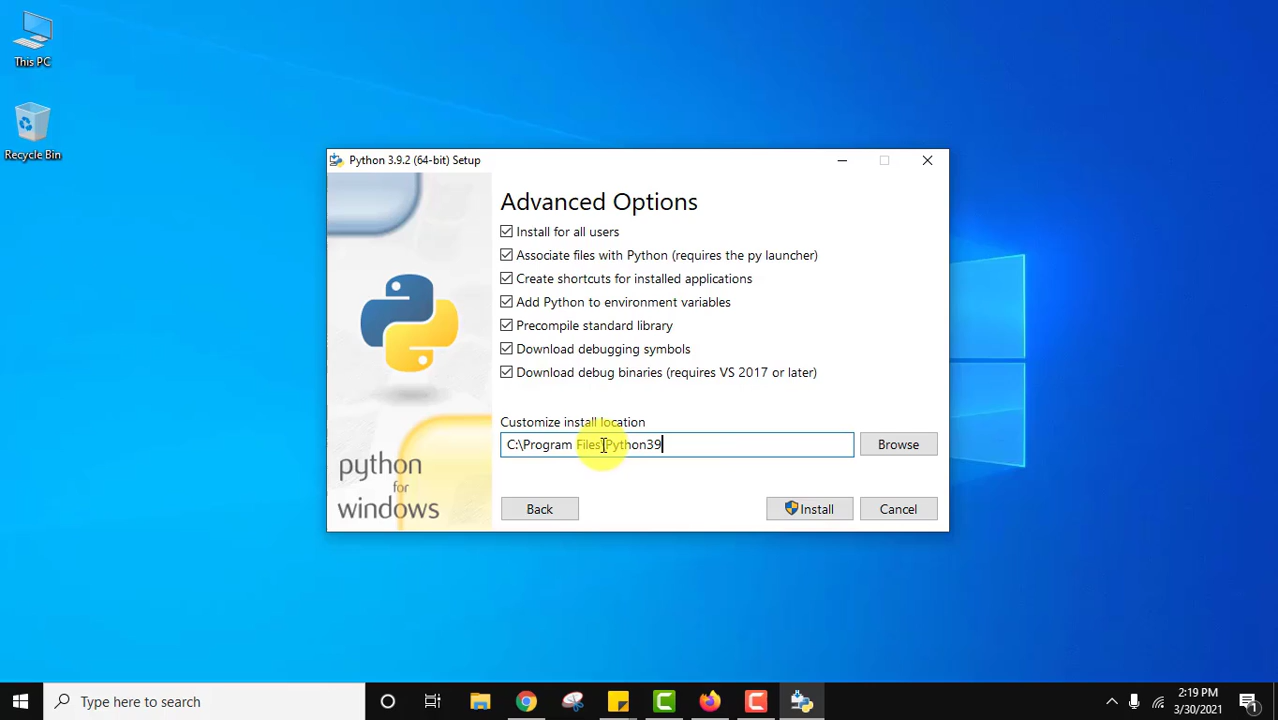 This PC
Recycle Bin
Python 3.9.2 (64-bit) Setup
Advanced Options
Install for all users
Associate files with Python (requires the py launcher)
Create shortcuts for installed applications
Add Python to environment variables
Precompile standard library
Download debugging symbols
Download debug binaries (requires VS 2017 or later)
Customize install location
C:\Program Files\Python39
Browse
python
for
windows
Back
Install
Cancel
Type here to search
2:19 PM
3/30/2021
1